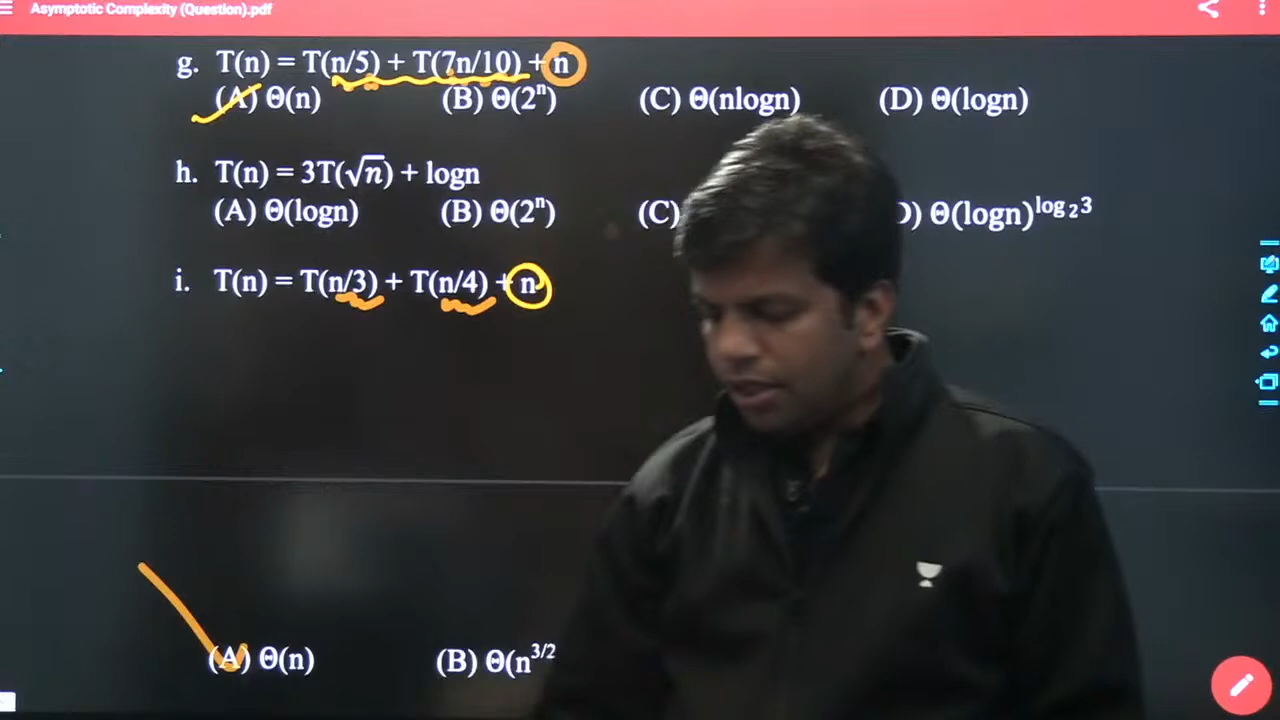 Asymptotic Complexity (Question).pdf
g. T(n) = T(n/5) + T(7n/10) + n
(A) Θ(n) (B) Θ(2ⁿ) (C) Θ(nlogn) (D) Θ(logn)
h. T(n) = 3T(√n) + logn
(A) Θ(logn) (B) Θ(2ⁿ) (C) D) Θ(logn)^log₂3
i. T(n) = T(n/3) + T(n/4) + n
(A) Θ(n) (B) Θ(n^3/2